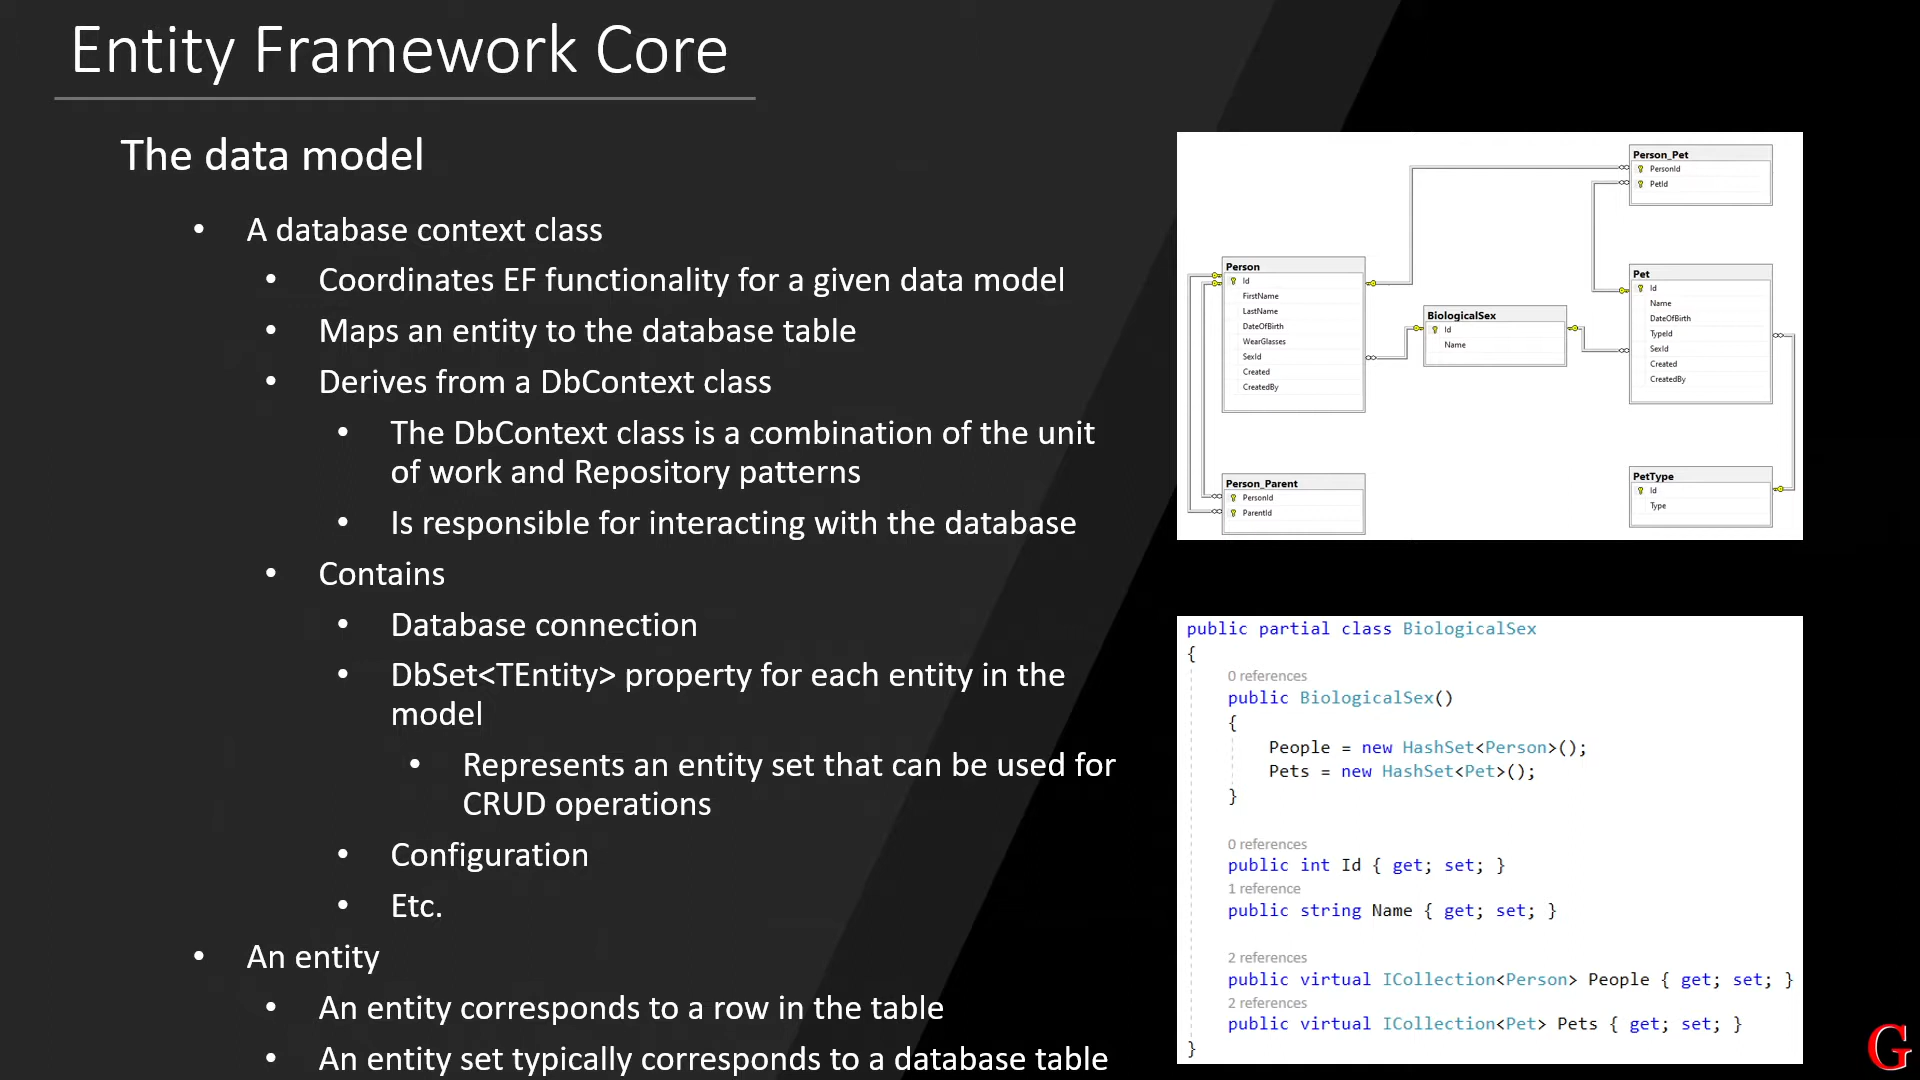 Entity Framework Core
The data model
• A database context class
• Coordinates EF functionality for a given data model
• Maps an entity to the database table
• Derives from a DbContext class
• The DbContext class is a combination of the unit
of work and Repository patterns
• Is responsible for interacting with the database
• Contains
• Database connection
• DbSet<TEntity> property for each entity in the
model
• Represents an entity set that can be used for
CRUD operations
• Configuration
• Etc.
• An entity
• An entity corresponds to a row in the table
• An entity set typically corresponds to a database table
Person_Pet
PersonId
PetId
Person
Id
FirstName
LastName
DateOfBirth
WearGlasses
SexId
Created
CreatedBy
BiologicalSex
Id
Name
Pet
Id
Name
DateOfBirth
TypeId
SexId
Created
CreatedBy
Person_Parent
PersonId
ParentId
PetType
Id
Type
public partial class BiologicalSex
{
0 references
public BiologicalSex()
{
People = new HashSet<Person>();
Pets = new HashSet<Pet>();
}
0 references
public int Id { get; set; }
1 reference
public string Name { get; set; }
2 references
public virtual ICollection<Person> People { get; set; }
2 references
public virtual ICollection<Pet> Pets { get; set; }
}
G